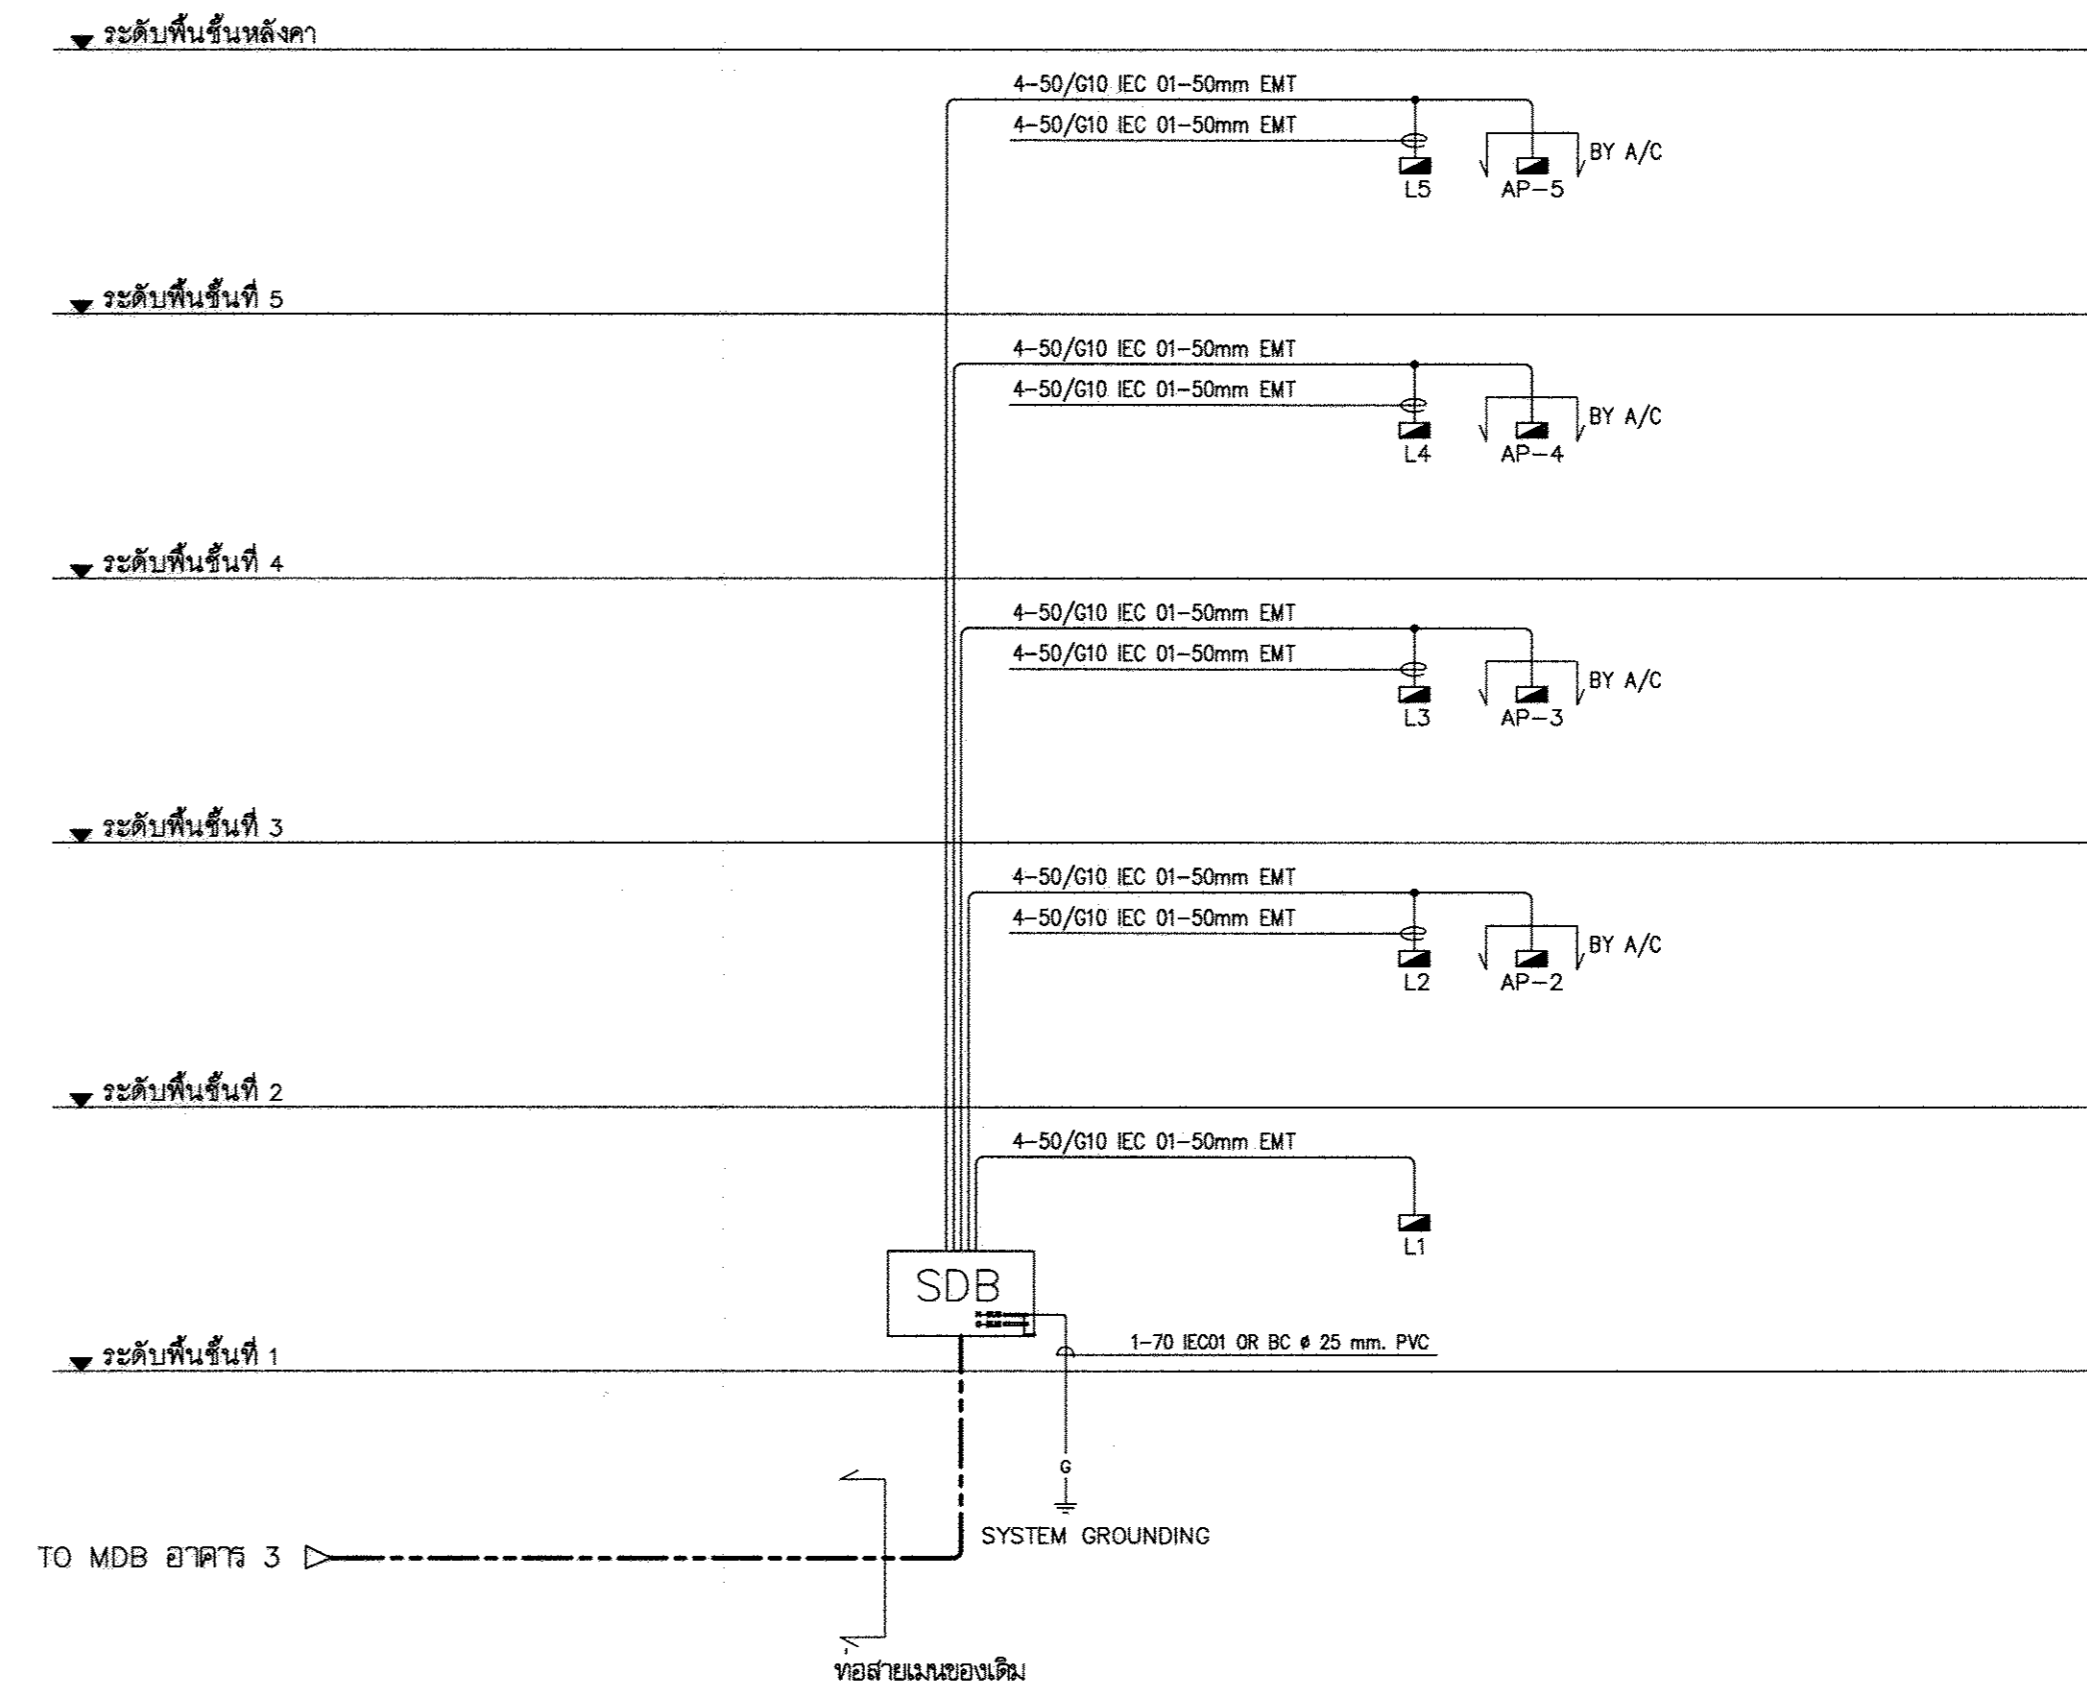 ระดับพื้นชั้นหลังคา
4-50/G10 IEC 01-50mm EMT
4-50/G10 IEC 01-50mm EMT
BY A/C
L5
AP-5
ระดับพื้นชั้นที่ 5
4-50/G10 IEC 01-50mm EMT
4-50/G10 IEC 01-50mm EMT
BY A/C
L4
AP-4
ระดับพื้นชั้นที่ 4
4-50/G10 IEC 01-50mm EMT
4-50/G10 IEC 01-50mm EMT
BY A/C
L3
AP-3
ระดับพื้นชั้นที่ 3
4-50/G10 IEC 01-50mm EMT
4-50/G10 IEC 01-50mm EMT
BY A/C
L2
AP-2
ระดับพื้นชั้นที่ 2
4-50/G10 IEC 01-50mm EMT
L1
SDB
1-70 IEC01 OR BC ø 25 mm. PVC
ระดับพื้นชั้นที่ 1
G
SYSTEM GROUNDING
TO MDB อาคาร 3
ท่อสายเมนของเดิม